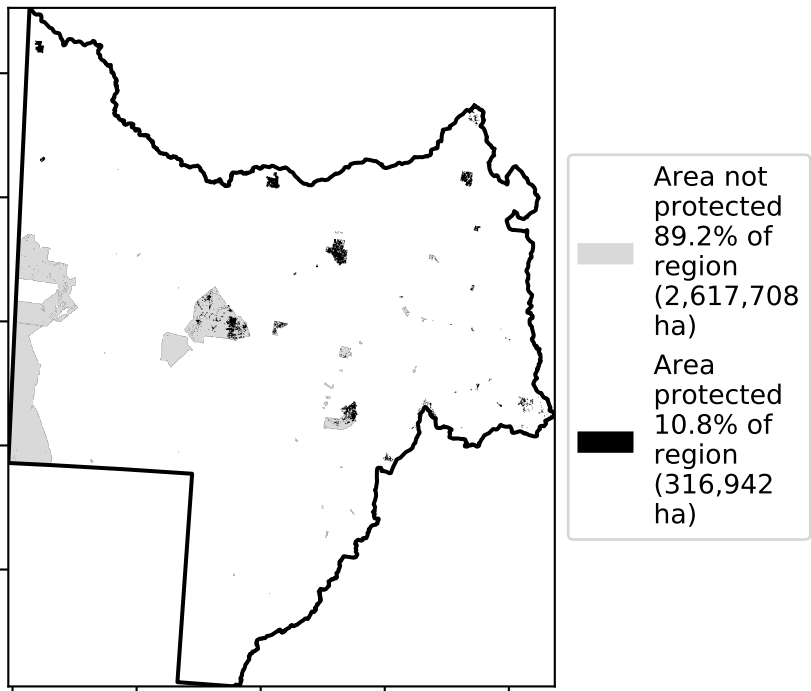 Area not
protected
89.2% of
region
(2,617,708
ha)
Area
protected
10.8% of
region
(316,942
ha)